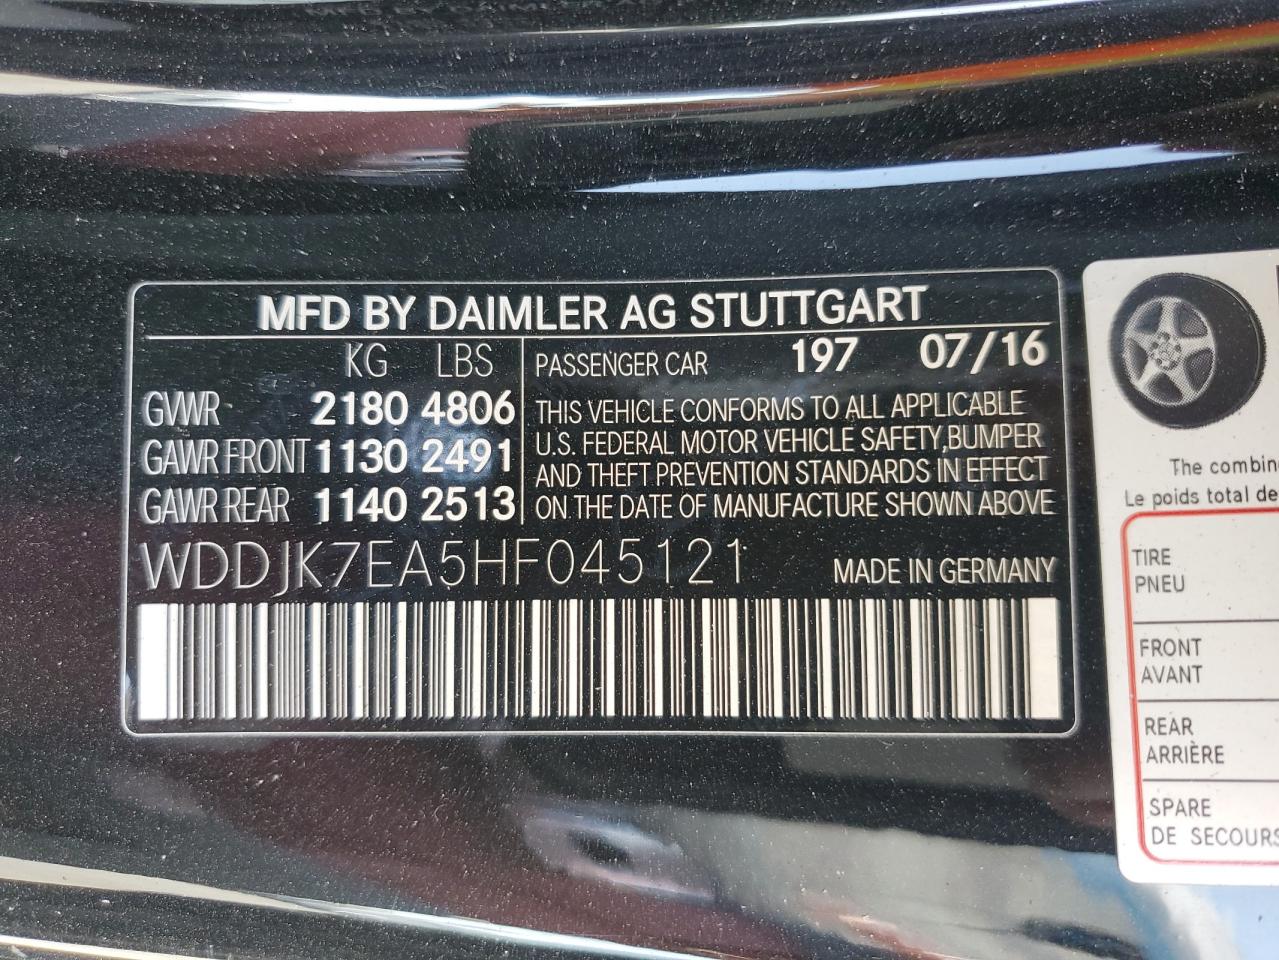 MFD BY DAIMLER AG STUTTGART
KG LBS
GVWR 2180 4806
GAWR FRONT 1130 2491
GAWR REAR 1140 2513
PASSENGER CAR 197 07/16
THIS VEHICLE CONFORMS TO ALL APPLICABLE
U.S. FEDERAL MOTOR VEHICLE SAFETY,BUMPER
AND THEFT PREVENTION STANDARDS IN EFFECT
ON THE DATE OF MANUFACTURE SHOWN ABOVE
WDDJK7EA5HF045121 MADE IN GERMANY
The
Le poids total de
TIRE
PNEU
FRONT
AVANT
REAR
ARRIÈRE
SPARE
DE SECOURS